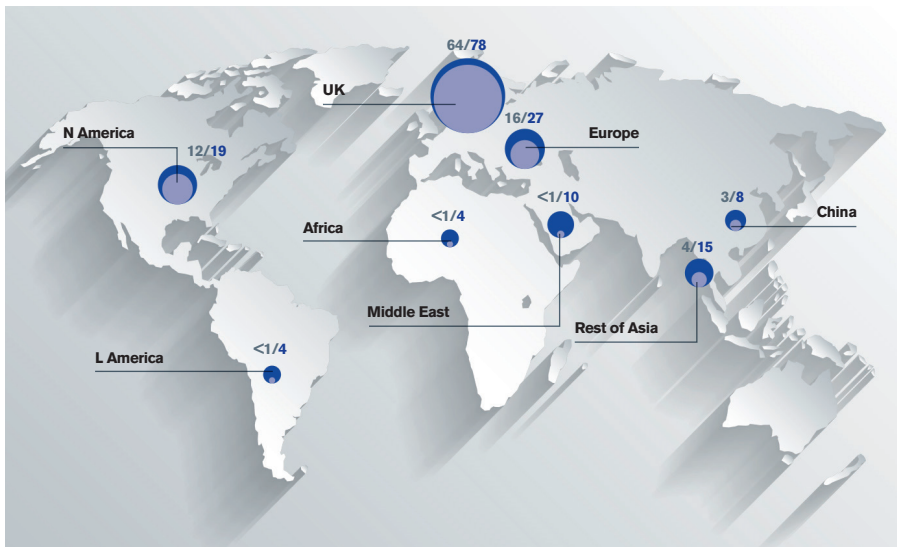 64/78
UK
16/27
N America
Europe
12/19
<1/4
<1/10
3/8
Africa
China
4/15
Middle East
Rest of Asia
<1/4
L America